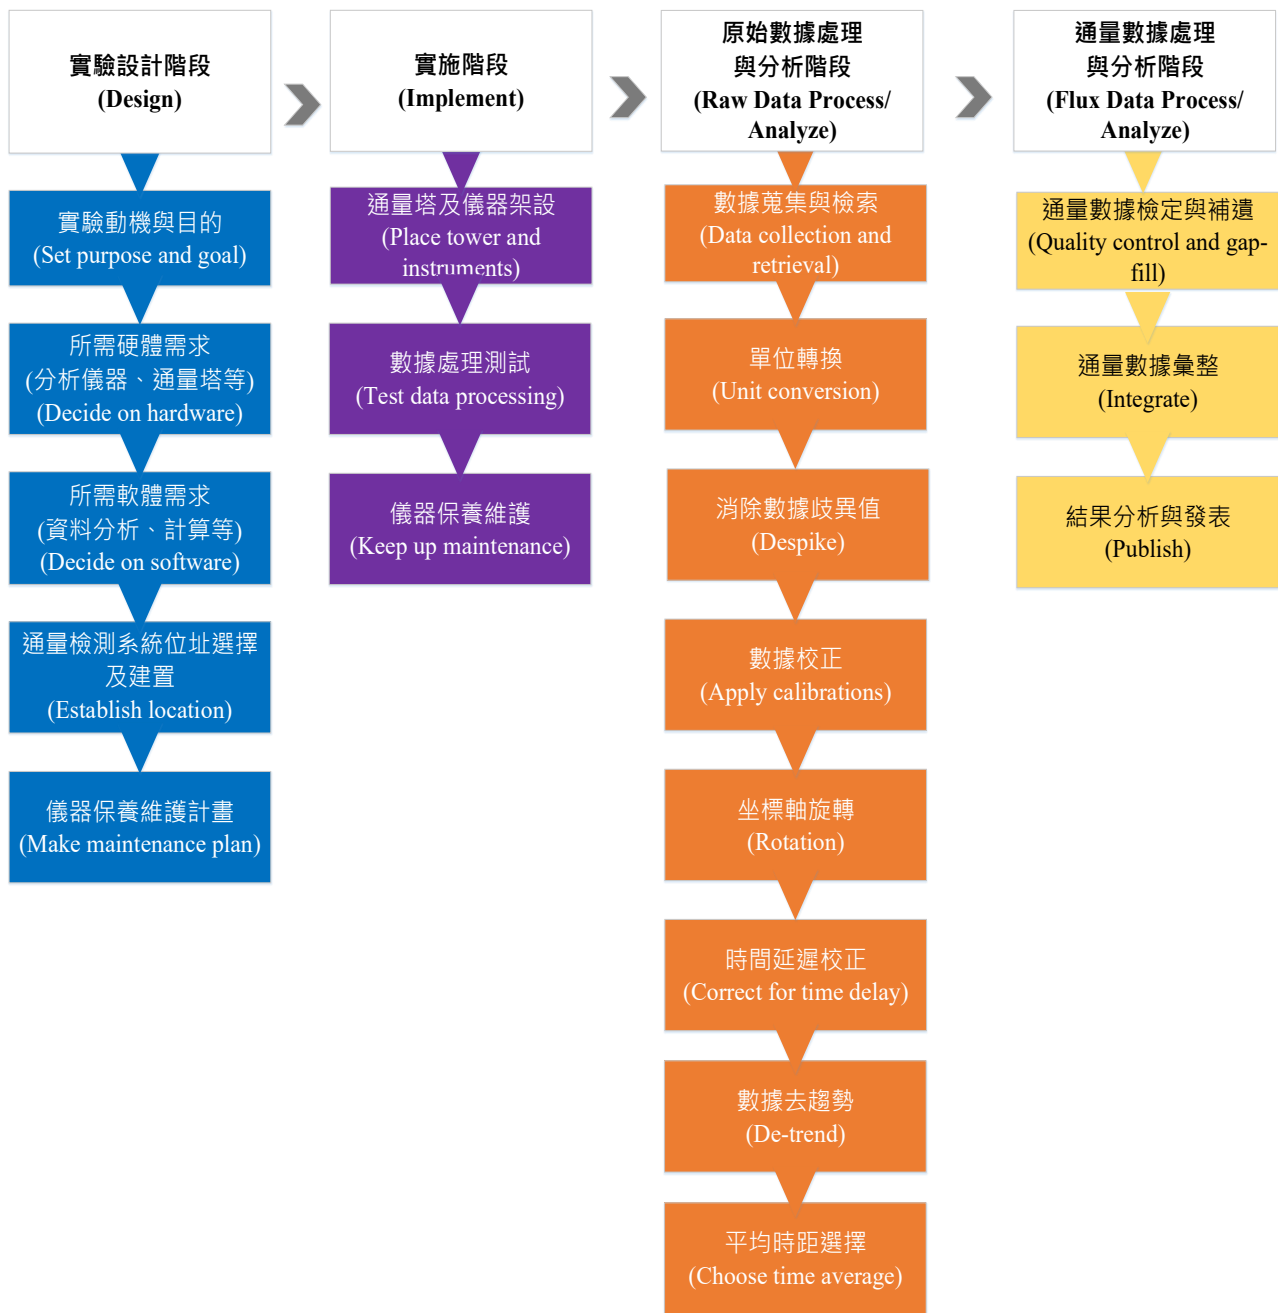 實驗設計階段
(Design)
實驗動機與目的
(Set purpose and goal)
所需硬體需求
(分析儀器、通量塔等)
(Decide on hardware)
所需軟體需求
(資料分析、計算等)
(Decide on software)
通量檢測系統位址選擇
及建置
(Establish location)
儀器保養維護計畫
(Make maintenance plan)
實施階段
(Implement)
通量塔及儀器架設
(Place tower and
instruments)
數據處理測試
(Test data processing)
儀器保養維護
(Keep up maintenance)
原始數據處理
與分析階段
(Raw Data Process/
Analyze)
數據蒐集與檢索
(Data collection and
retrieval)
單位轉換
(Unit conversion)
消除數據歧異值
(Despike)
數據校正
(Apply calibrations)
坐標軸旋轉
(Rotation)
時間延遲校正
(Correct for time delay)
數據去趨勢
(De-trend)
平均時距選擇
(Choose time average)
通量數據處理
與分析階段
(Flux Data Process/
Analyze)
通量數據檢定與補遺
(Quality control and gap-
fill)
通量數據彙整
(Integrate)
結果分析與發表
(Publish)